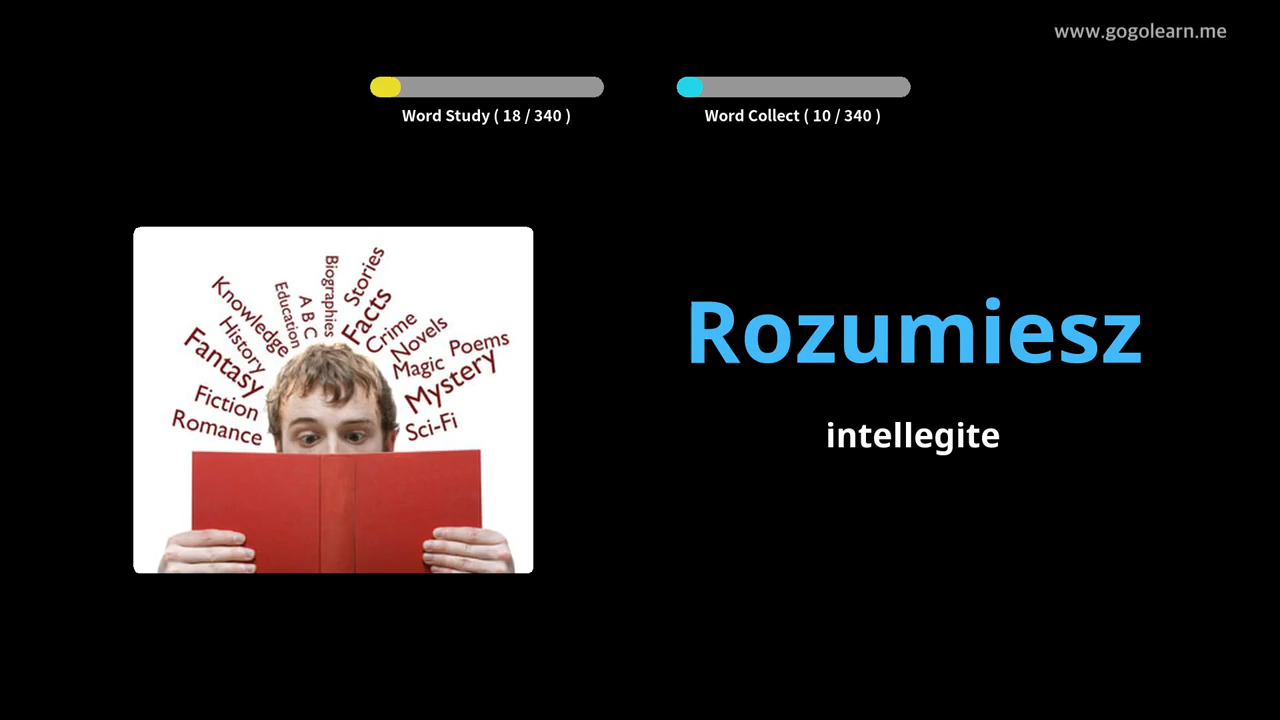 www.gogolearn.me
Word Study ( 18 / 340 )
Word Collect ( 10 / 340 )
Rozumiesz
intellegite
Biographies
Stories
Education
A B C
Facts
Knowledge
Crime
History
Novels
Poems
Fantasy
Magic
Mystery
Fiction
Romance
Sci-Fi